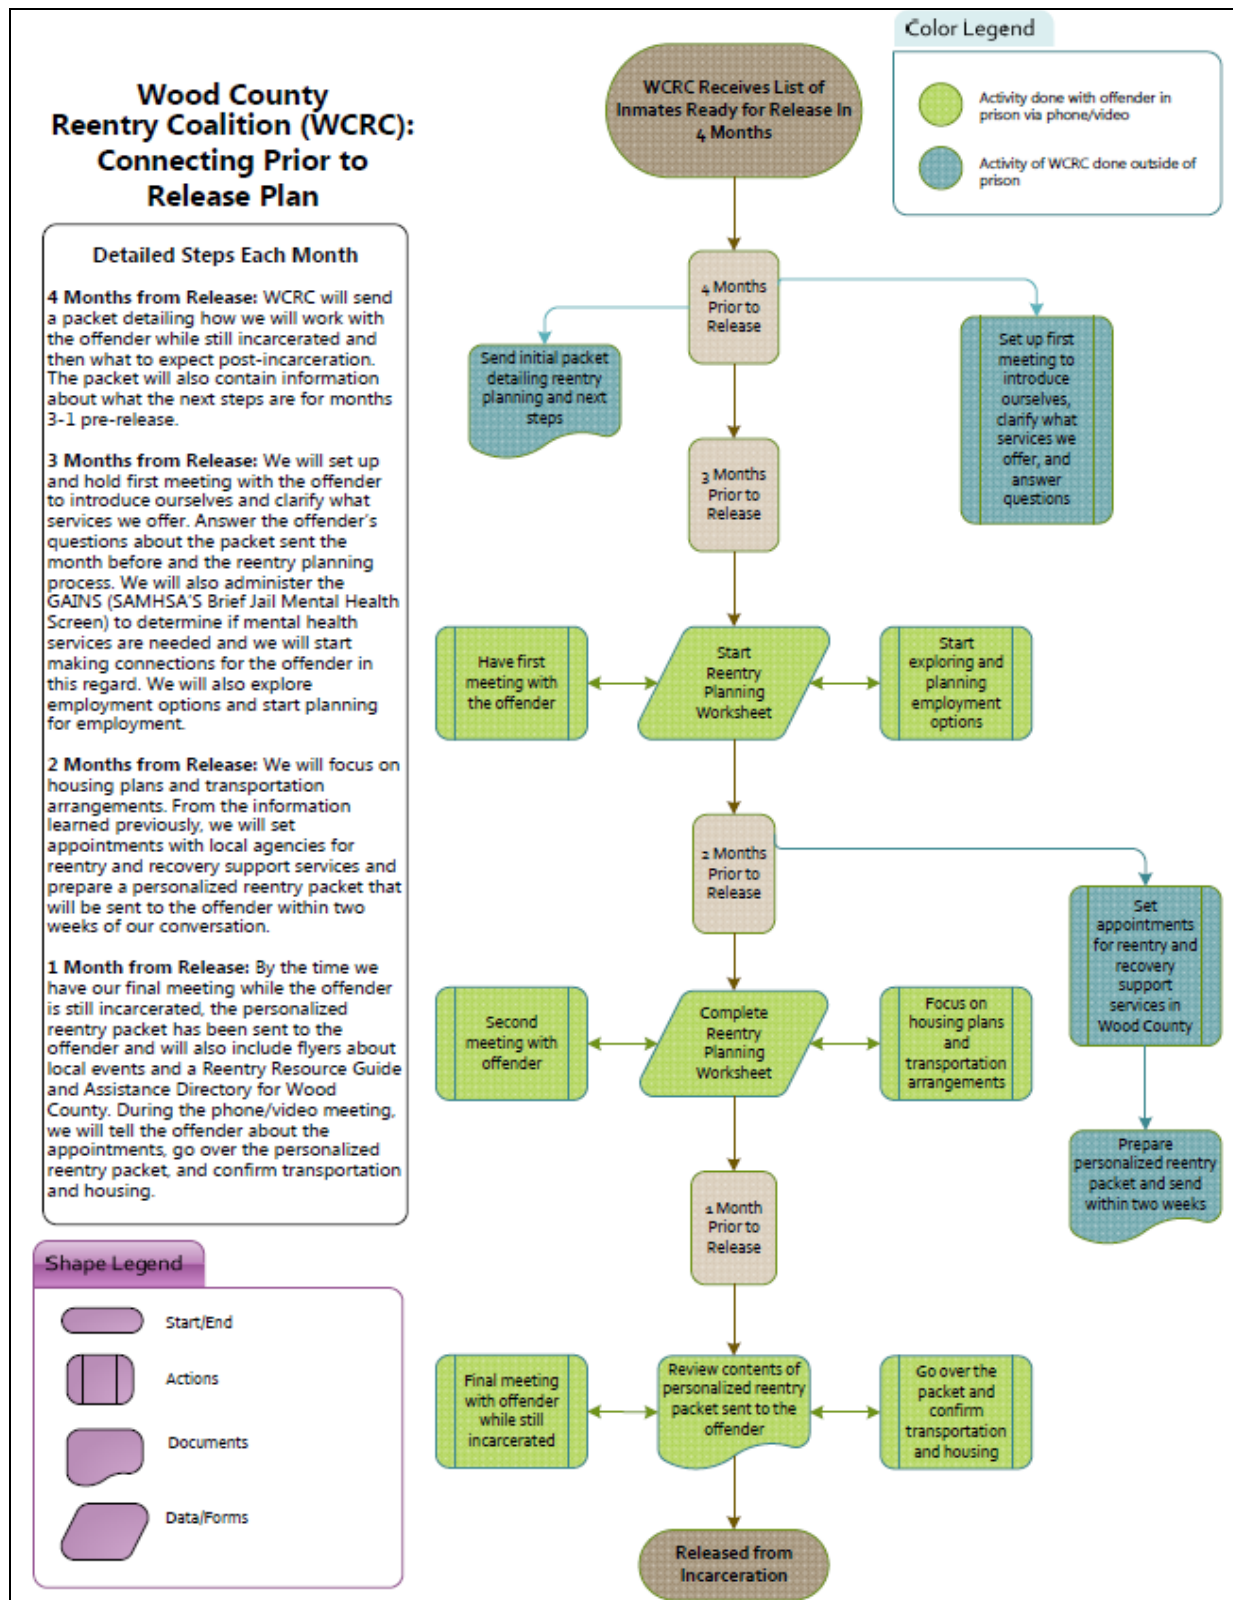 Wood County
Reentry Coalition (WCRC):
Connecting Prior to
Release Plan
Detailed Steps Each Month
4 Months from Release: WCRC will send
a packet detailing how we will work with
the offender while still incarcerated and
then what to expect post-incarceration.
The packet will also contain information
about what the next steps are for months
3-1 pre-release.
3 Months from Release: We will set up
and hold first meeting with the offender
to introduce ourselves and clarify what
services we offer. Answer the offender's
questions about the packet sent the
month before and the reentry planning
process. We will also administer the
GAINS (SAMHSA'S Brief Jail Mental Health
Screen) to determine if mental health
services are needed and we will start
making connections for the offender in
this regard. We will also explore
employment options and start planning
for employment.
2 Months from Release: We will focus on
housing plans and transportation
arrangements. From the information
learned previously, we will set
appointments with local agencies for
reentry and recovery support services and
prepare a personalized reentry packet that
will be sent to the offender within two
weeks of our conversation.
1 Month from Release: By the time we
have our final meeting while the offender
is still incarcerated, the personalized
reentry packet has been sent to the
offender and will also include flyers about
local events and a Reentry Resource Guide
and Assistance Directory for Wood
County. During the phone/video meeting,
we will tell the offender about the
appointments, go over the personalized
reentry packet, and confirm transportation
and housing.
Shape Legend
Start/End
Actions
Documents
Data/Forms
Color Legend
Activity done with offender in
prison via phone/video
Activity of WCRC done outside of
prison
WCRC Receives List of
Inmates Ready for Release In
4 Months
4 Months
Prior to
Release
Send initial packet
detailing reentry
planning and next
steps
Set up first
meeting to
introduce
ourselves,
clarify what
services we
offer, and
answer
questions
3 Months
Prior to
Release
Have first
meeting with
the offender
Start
Reentry
Planning
Worksheet
Start
exploring and
planning
employment
options
2 Months
Prior to
Release
Set
appointments
for reentry and
recovery
support
services in
Wood County
Second
meeting with
offender
Complete
Reentry
Planning
Worksheet
Focus on
housing plans
and
transportation
arrangements
Prepare
personalized reentry
packet and send
within two weeks
1 Month
Prior to
Release
Final meeting
with offender
while still
incarcerated
Review contents of
personalized reentry
packet sent to the
offender
Go over the
packet and
confirm
transportation
and housing
Released from
Incarceration